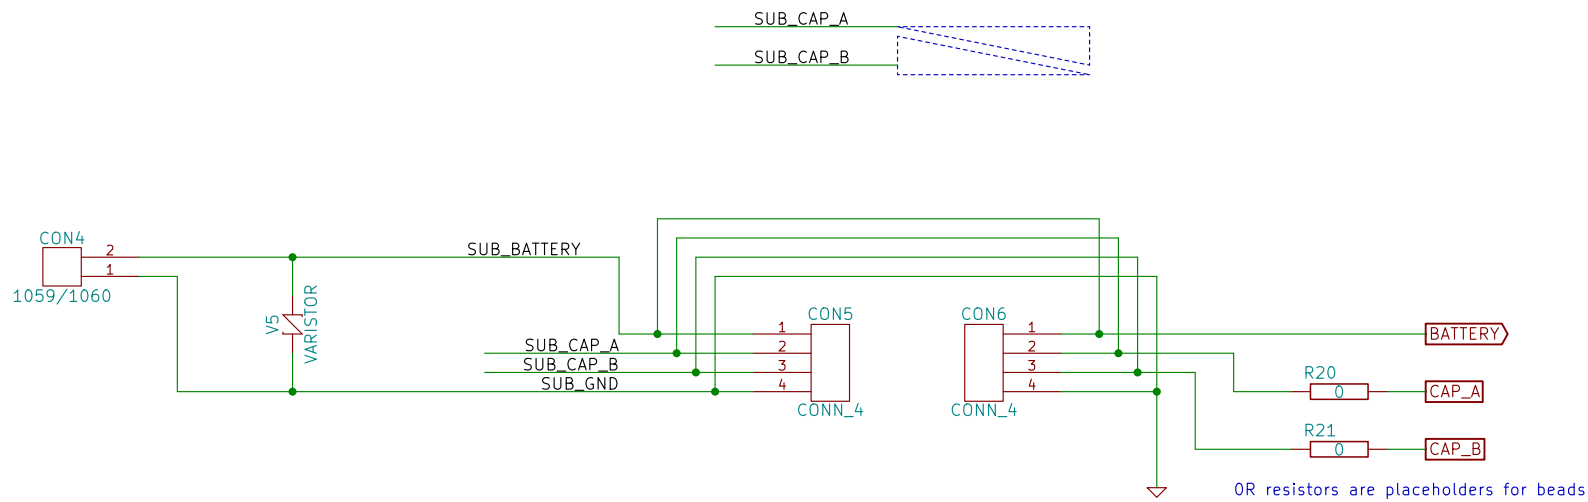 SUB_CAP_A
SUB_CAP_B
CON4
2
1
1059/1060
V5
VARISTOR
SUB_BATTERY
SUB_CAP_A
SUB_CAP_B
SUB_GND
CON5
1
2
3
4
CONN_4
CON6
1
2
3
4
CONN_4
BATTERY
R20
0
CAP_A
R21
0
CAP_B
0R resistors are placeholders for beads